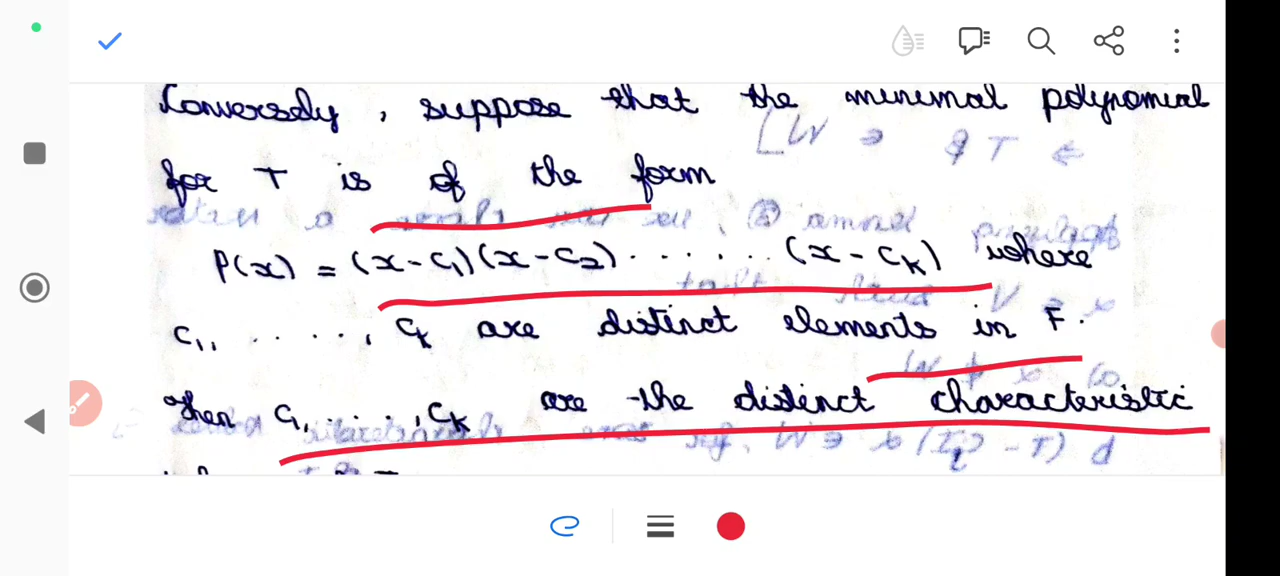 Conversely, suppose that the minimal polynomial
for T is of the form
P(x) = (x-c₁)(x-c₂)......(x-cₖ) where
c₁, ...., cₖ are distinct elements in F.
Then c₁, ...., cₖ are the distinct characteristic